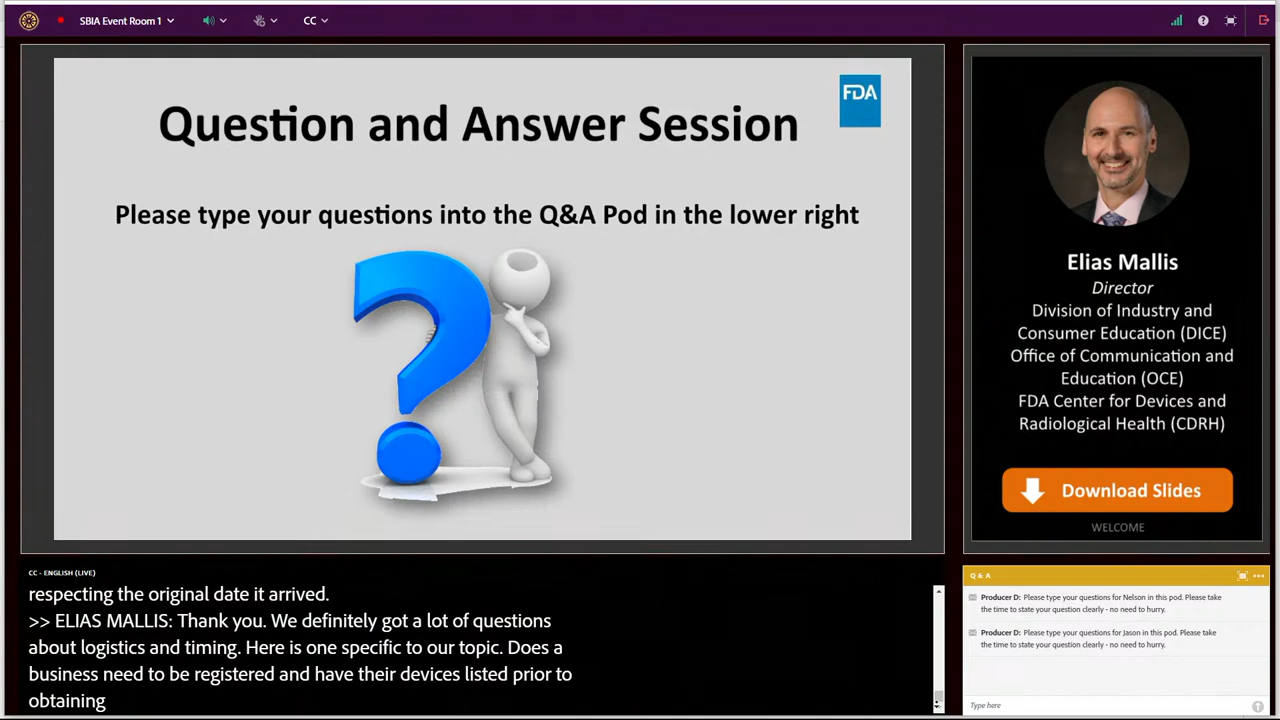 SBIA Event Room 1
CC
FDA
Question and Answer Session
Please type your questions into the Q&A Pod in the lower right
Elias Mallis
Director
Division of Industry and
Consumer Education (DICE)
Office of Communication and
Education (OCE)
FDA Center for Devices and
Radiological Health (CDRH)
Download Slides
WELCOME
CC - ENGLISH (LIVE)
respecting the original date it arrived.
>> ELIAS MALLIS: Thank you. We definitely got a lot of questions
about logistics and timing. Here is one specific to our topic. Does a
business need to be registered and have their devices listed prior to
obtaining
Q & A
Producer D: Please type your questions for Nelson in this pod. Please take
the time to state your question clearly - no need to hurry.
Producer D: Please type your questions for Jason in this pod. Please take
the time to state your question clearly - no need to hurry.
Type here